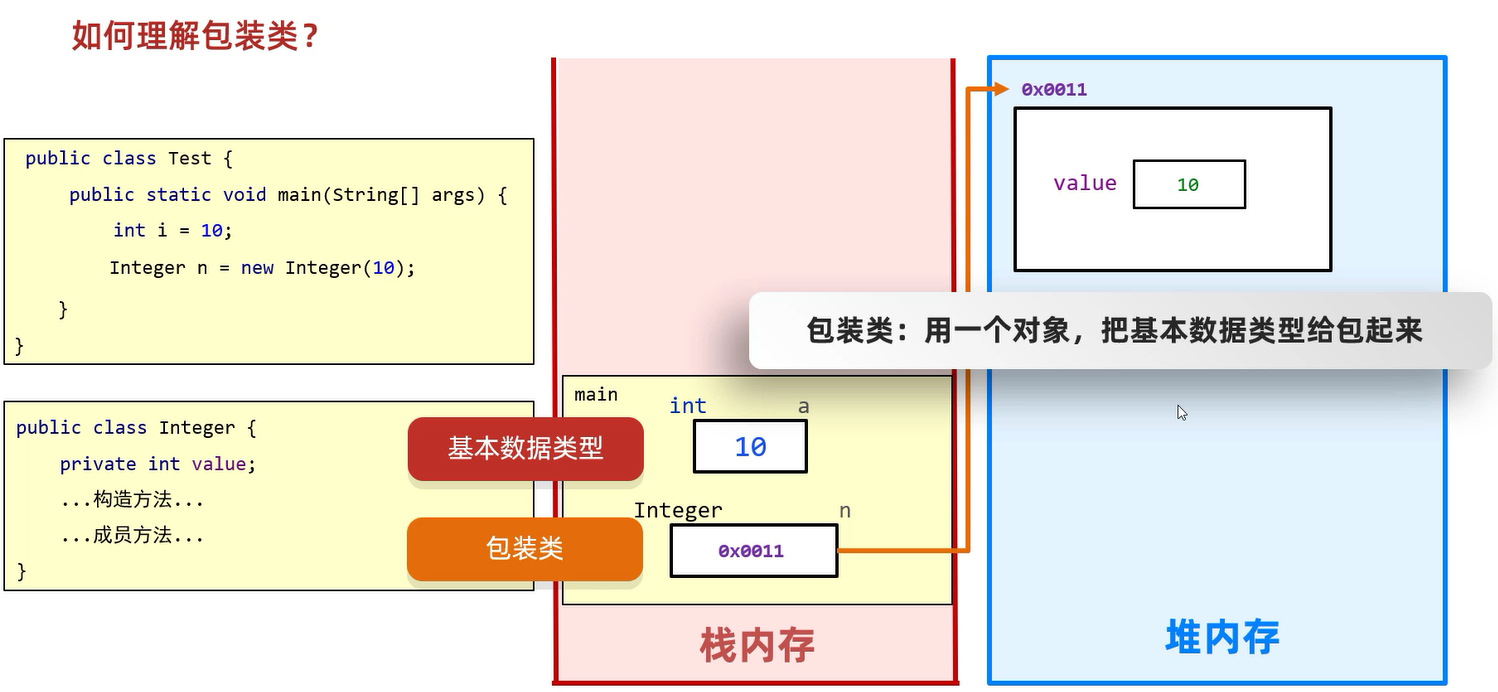 如何理解包装类？
public class Test {
public static void main(String[] args) {
int i = 10;
Integer n = new Integer(10);
}
}
public class Integer {
private int value;
...构造方法...
...成员方法...
}
基本数据类型
包装类
main
int a
10
Integer n
0x0011
栈内存
0x0011
value 10
包装类：用一个对象，把基本数据类型给包起来
堆内存